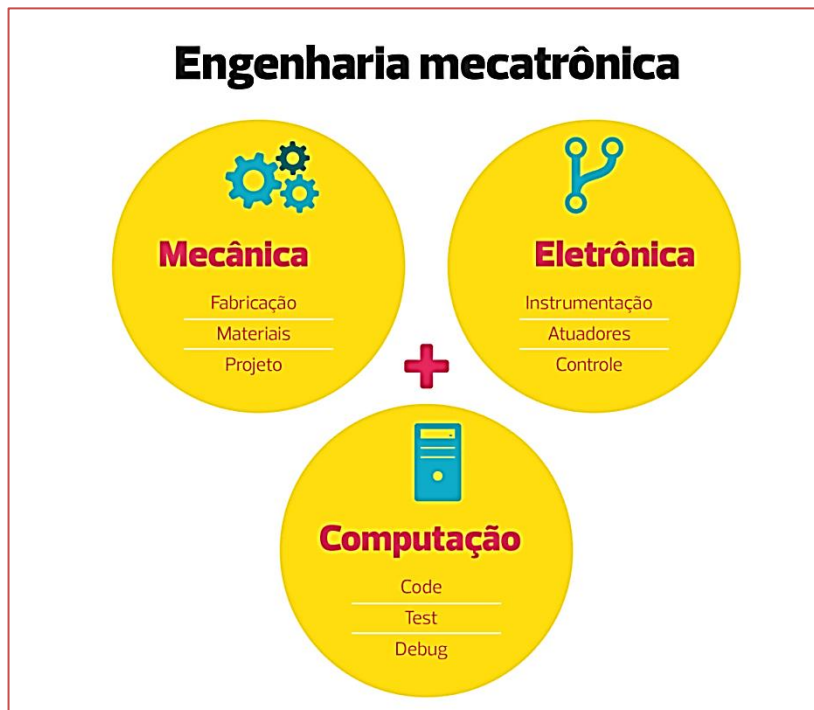 Engenharia mecatrônica
Mecânica
Fabricação
Materiais
Projeto
Eletrônica
Instrumentação
Atuadores
Controle
+
Computação
Code
Test
Debug